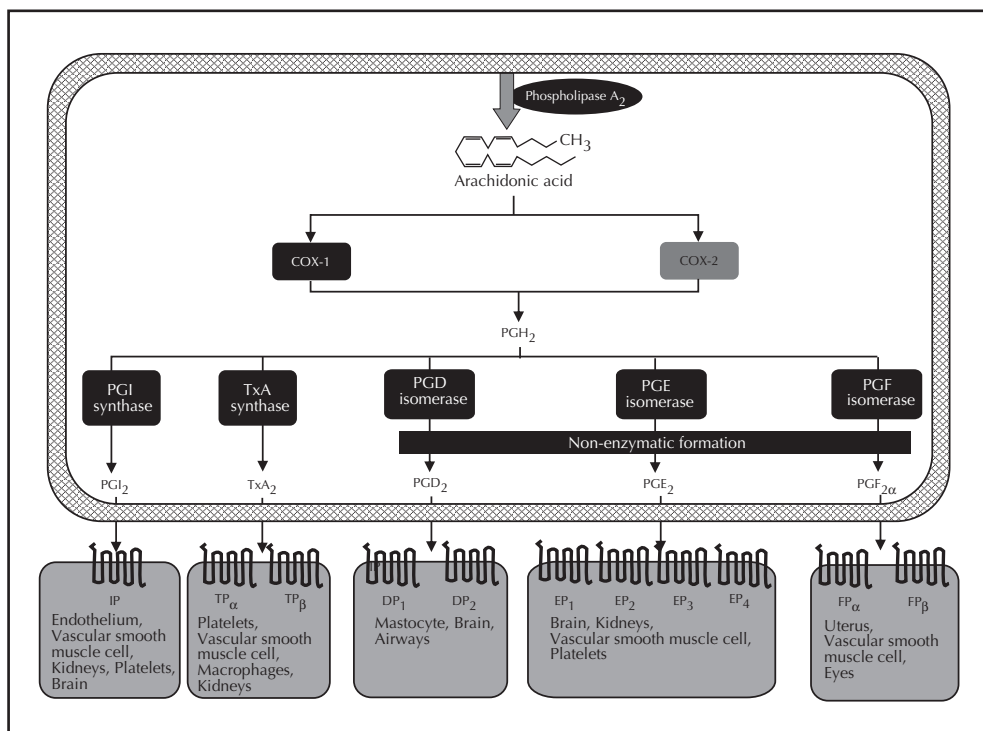 Phospholipase A2
CH3
Arachidonic acid
COX-1
COX-2
PGH2
PGI
synthase
TxA
synthase
PGD
isomerase
PGE
isomerase
PGF
isomerase
Non-enzymatic formation
PGI2
TxA2
PGD2
PGE2
PGF2α
IP
Endothelium,
Vascular smooth
muscle cell,
Kidneys, Platelets,
Brain
TPα
TPβ
Platelets,
Vascular smooth
muscle cell,
Macrophages,
Kidneys
IP
DP1
DP2
Mastocyte, Brain,
Airways
EP1
EP2
EP3
EP4
Brain, Kidneys,
Vascular smooth muscle cell,
Platelets
FPα
FPβ
Uterus,
Vascular smooth
muscle cell,
Eyes